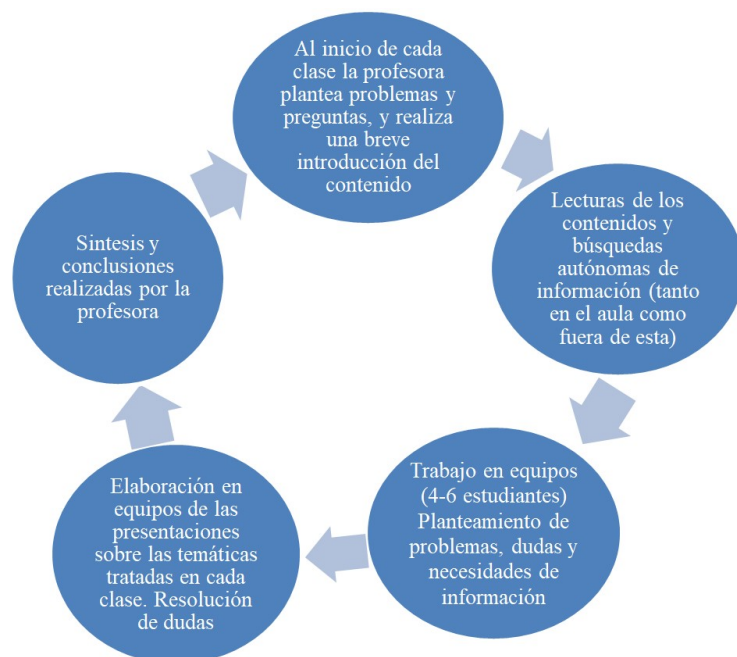 Al inicio de cada
clase la profesora
plantea problemas y
preguntas, y realiza
una breve
introducción del
contenido
Lecturas de los
contenidos y
búsquedas
autónomas de
información (tanto
en el aula como
fuera de esta)
Trabajo en equipos
(4-6 estudiantes)
Planteamiento de
problemas, dudas y
necesidades de
información
Elaboración en
equipos de las
presentaciones
sobre las temáticas
tratadas en cada
clase. Resolución
de dudas
Sintesis y
conclusiones
realizadas por la
profesora